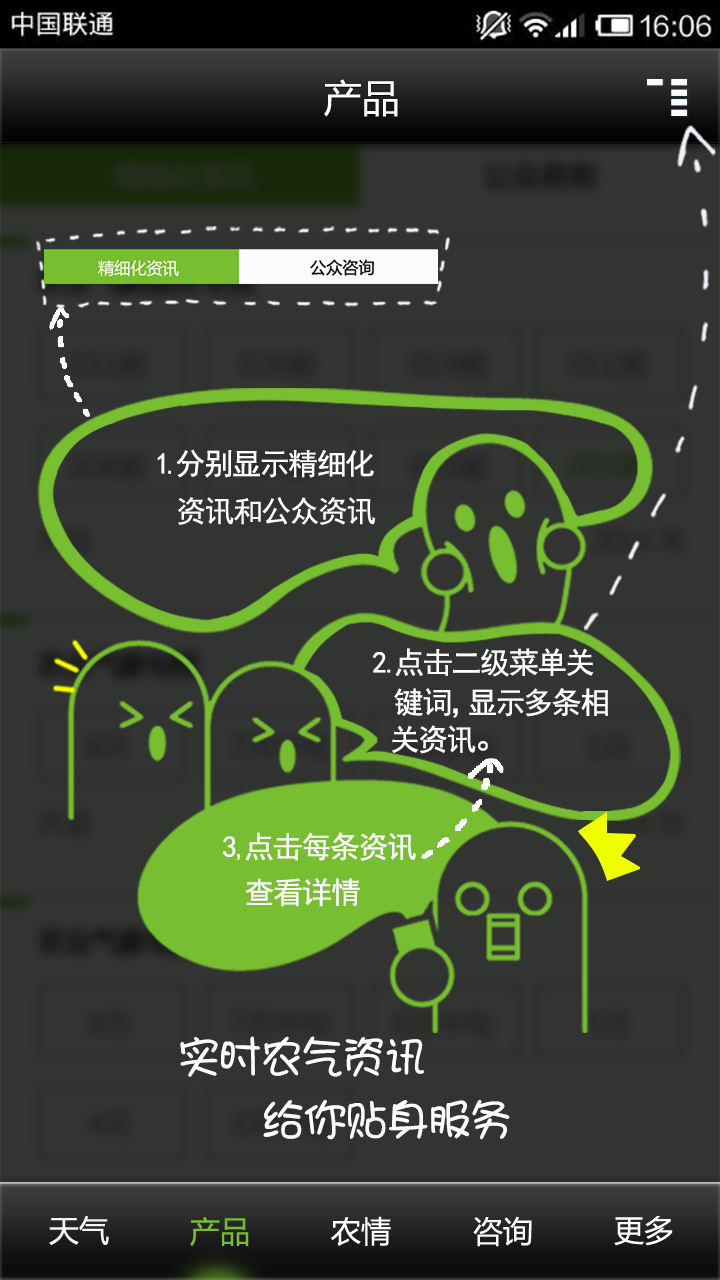 中国联通 16:06
产品
精细化资讯 公众咨询
1.分别显示精细化
资讯和公众资讯
2.点击二级菜单关
键词,显示多条相
关资讯。
3,点击每条资讯
查看详情
实时农气资讯
给你贴身服务
天气 产品 农情 咨询 更多